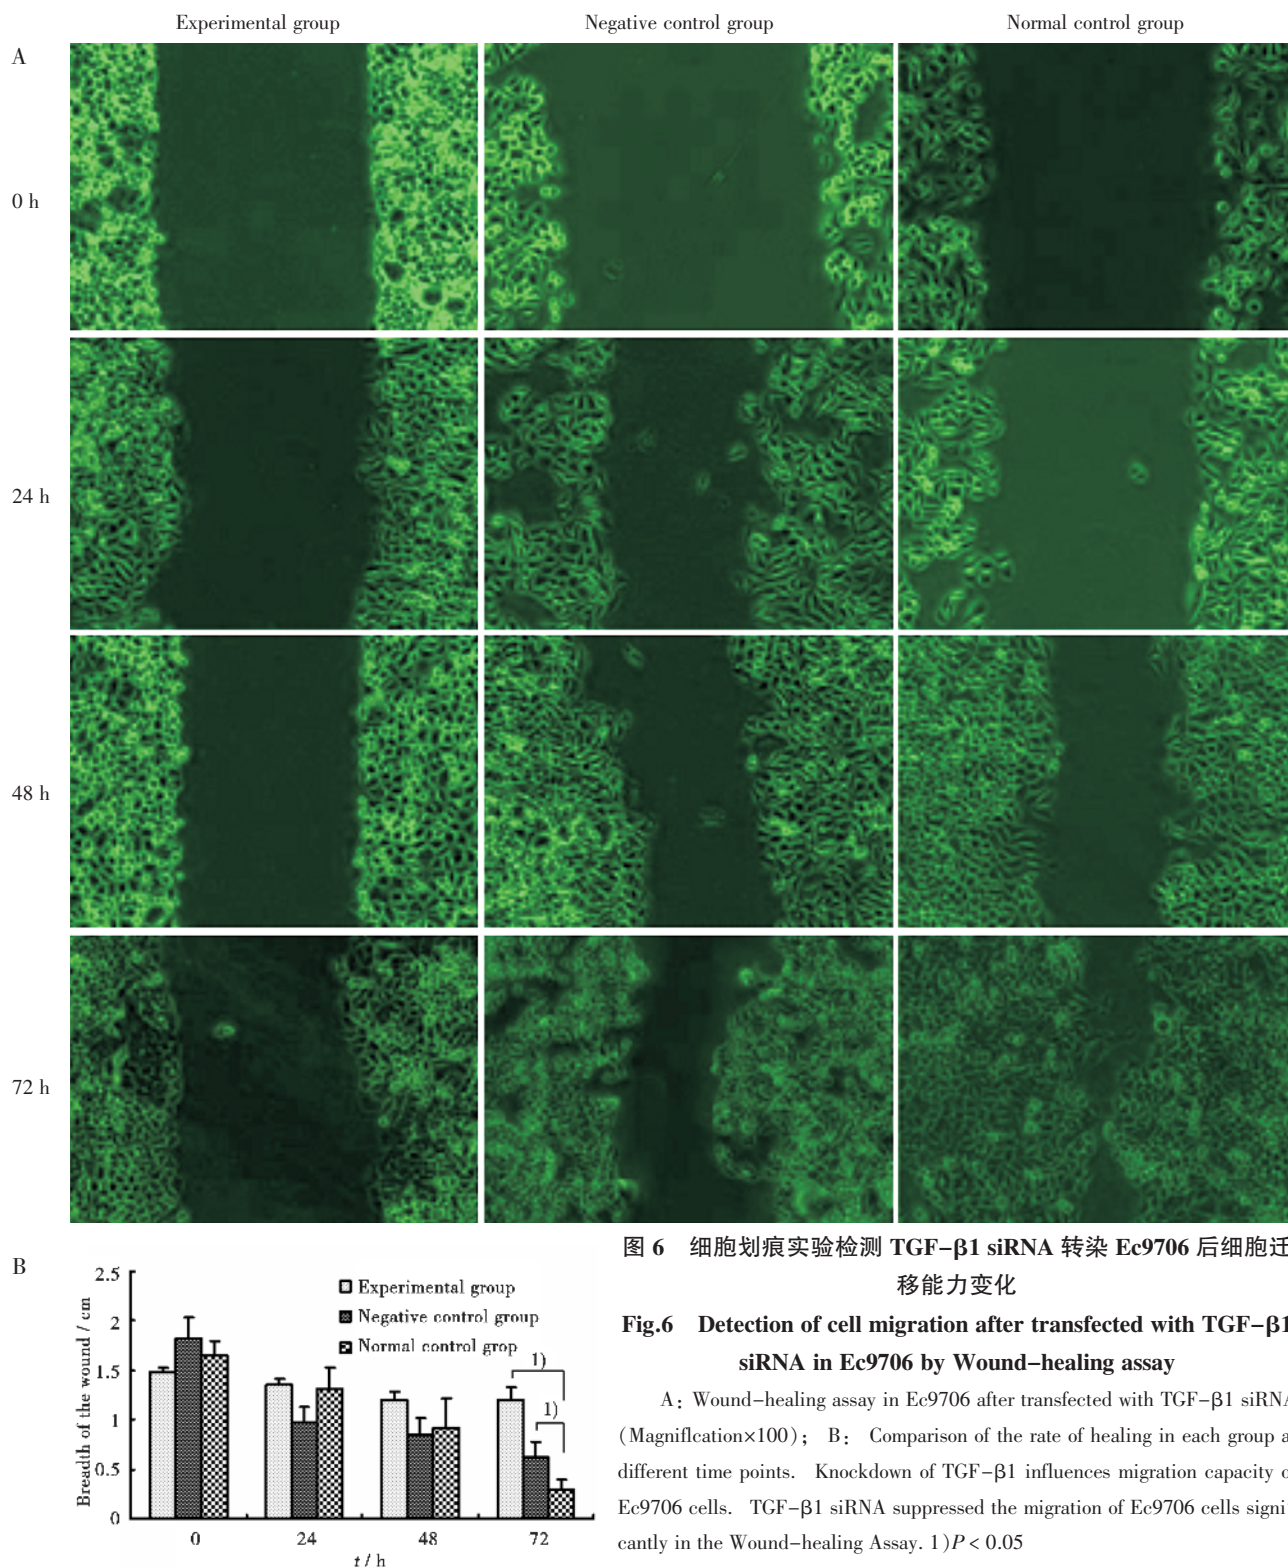 Experimental group Negative control group Normal control group
A
0 h
24 h
48 h
72 h
B
2.5
2
1.5
1
0.5
0
Breadth of the wound / cm
Experimental group
Negative control group
Normal control grop
1)
1)
0 24 48 72
t / h
图 6 细胞划痕实验检测 TGF-β1 siRNA 转染 Ec9706 后细胞迁
移能力变化
Fig.6 Detection of cell migration after transfected with TGF-β1
siRNA in Ec9706 by Wound-healing assay
A: Wound-healing assay in Ec9706 after transfected with TGF-β1 siRNA
(Magniflcation×100); B: Comparison of the rate of healing in each group a
different time points. Knockdown of TGF-β1 influences migration capacity o
Ec9706 cells. TGF-β1 siRNA suppressed the migration of Ec9706 cells signi
cantly in the Wound-healing Assay. 1)P < 0.05